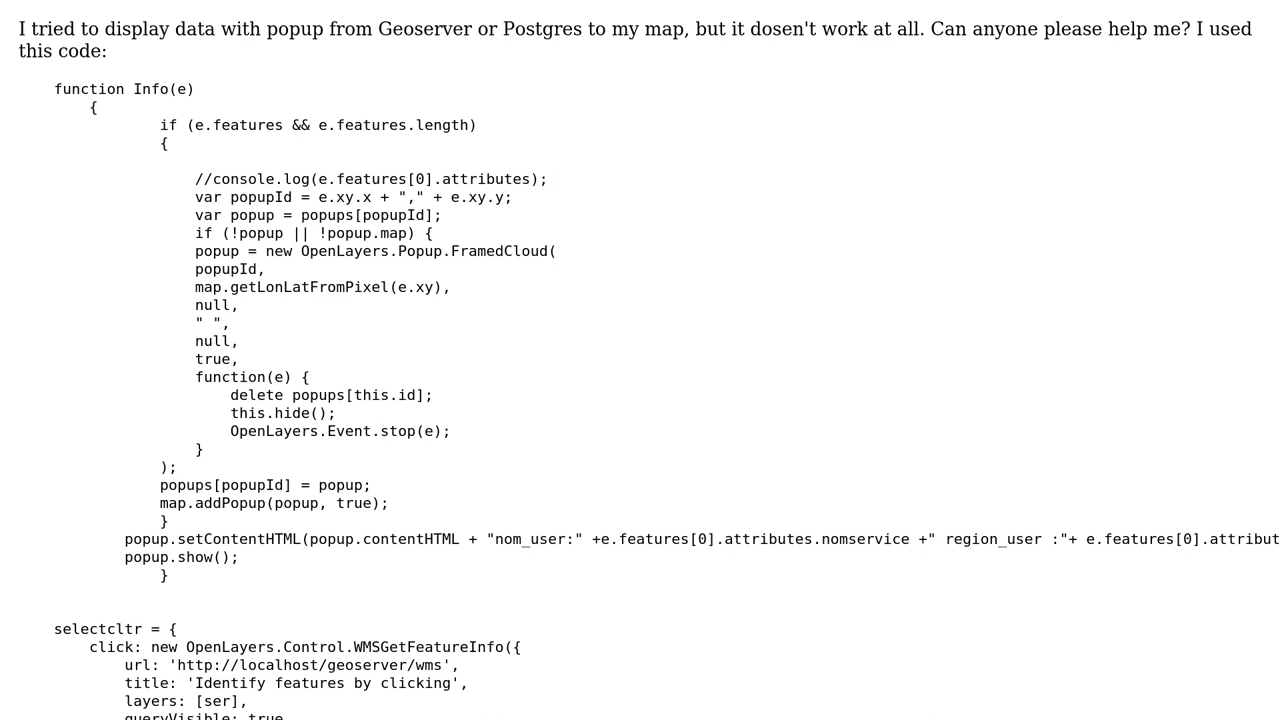 I tried to display data with popup from Geoserver or Postgres to my map, but it dosen't work at all. Can anyone please help me? I used
this code:
function Info(e)
{
if (e.features && e.features.length)
{
//console.log(e.features[0].attributes);
var popupId = e.xy.x + "," + e.xy.y;
var popup = popups[popupId];
if (!popup || !popup.map) {
popup = new OpenLayers.Popup.FramedCloud(
popupId,
map.getLonLatFromPixel(e.xy),
null,
" ",
null,
true,
function(e) {
delete popups[this.id];
this.hide();
OpenLayers.Event.stop(e);
}
);
popups[popupId] = popup;
map.addPopup(popup, true);
}
popup.setContentHTML(popup.contentHTML + "nom_user:" +e.features[0].attributes.nomservice +" region_user :"+ e.features[0].attribut
popup.show();
}
selectcltr = {
click: new OpenLayers.Control.WMSGetFeatureInfo({
url: 'http://localhost/geoserver/wms',
title: 'Identify features by clicking',
layers: [ser],
queryVisible: true